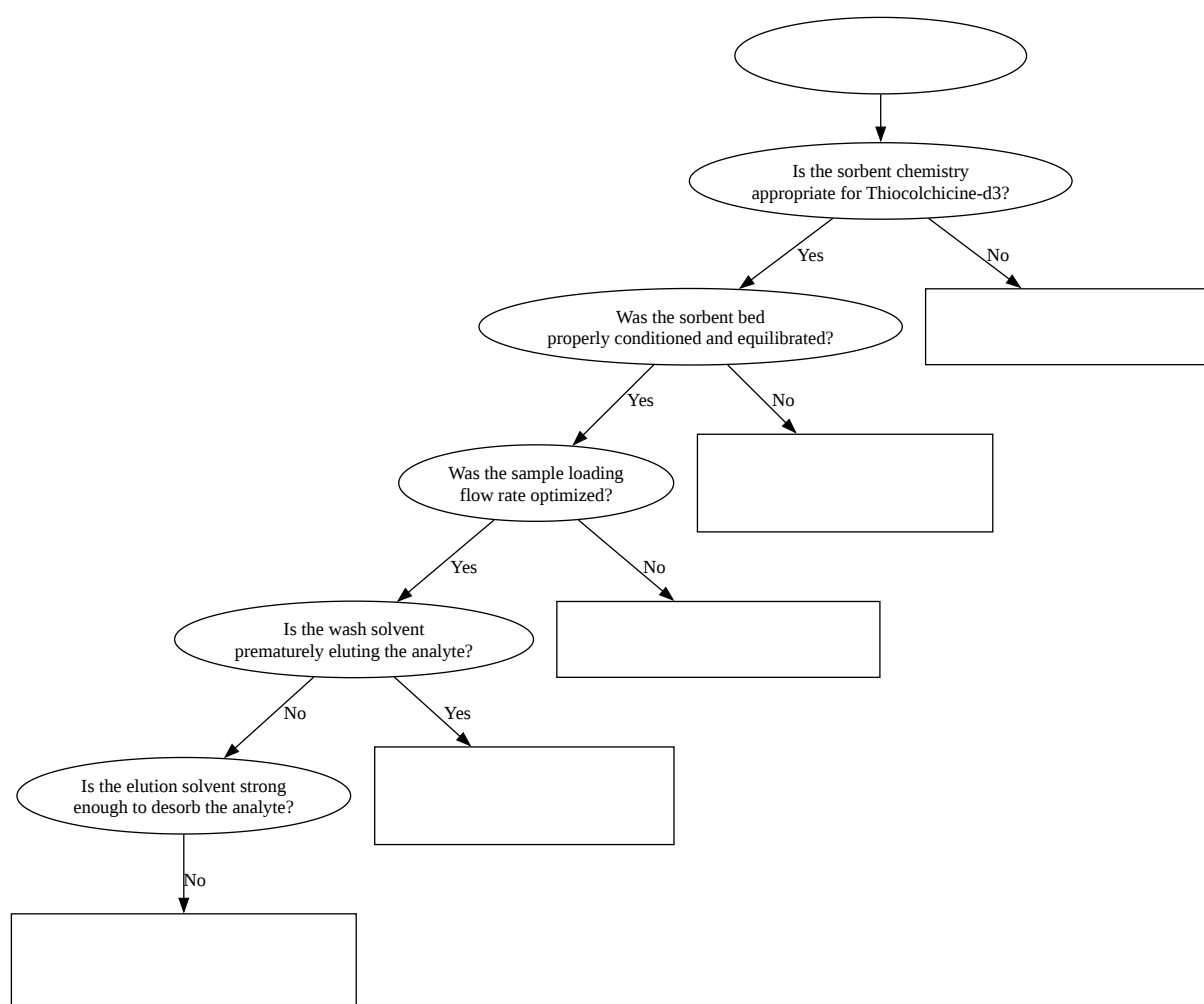 Is the sorbent chemistry
appropriate for Thiocolchicine-d3?
Yes
No
Was the sorbent bed
properly conditioned and equilibrated?
Yes
No
Was the sample loading
flow rate optimized?
Yes
No
Is the wash solvent
prematurely eluting the analyte?
No
Yes
Is the elution solvent strong
enough to desorb the analyte?
No